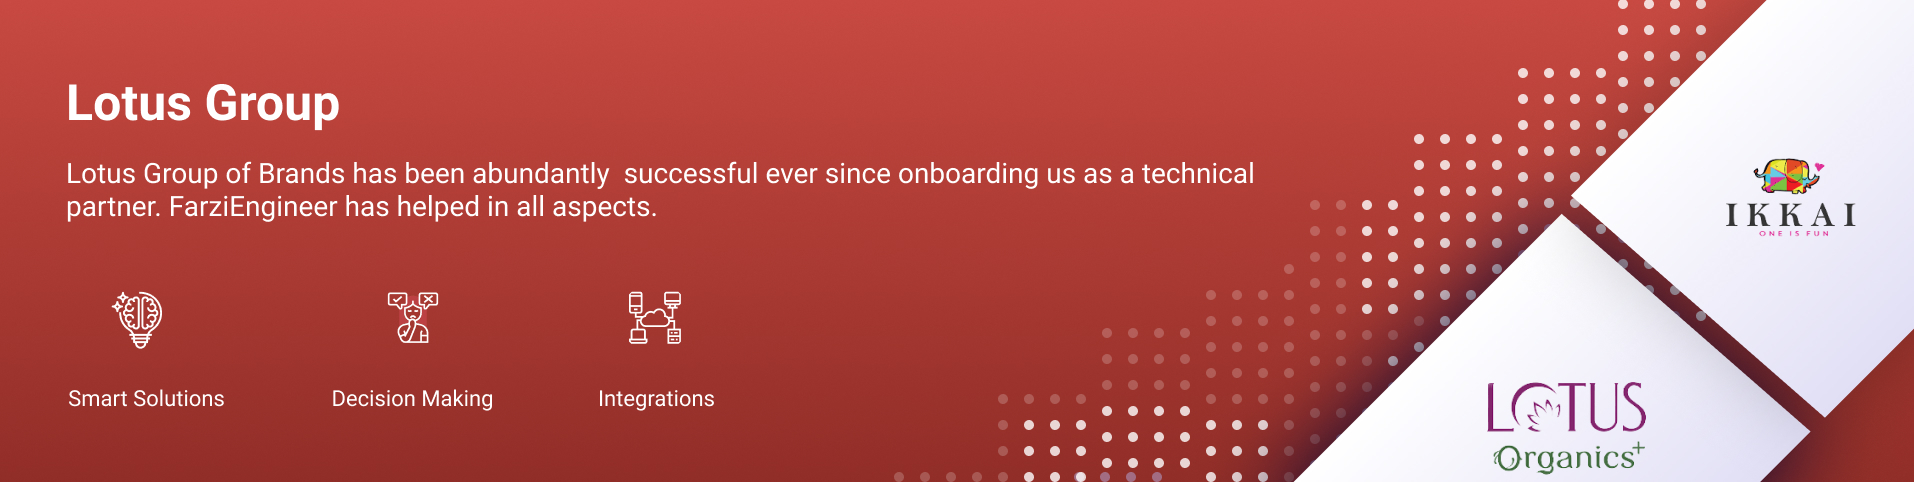 Lotus Group
Lotus Group of Brands has been abundantly  successful ever since onboarding us as a technical
partner. FarziEngineer has helped in all aspects.
Smart Solutions
Decision Making
Integrations
IKKAI
ONE IS FUN
LOTUS
Organics+